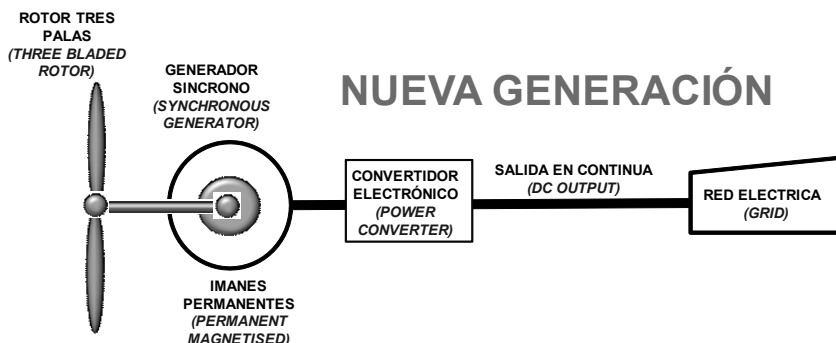 ROTOR TRES
PALAS
(THREE BLADED
ROTOR)
GENERADOR
SINCRONO
(SYNCHRONOUS
GENERATOR)
NUEVA GENERACIÓN
CONVERTIDOR
ELECTRÓNICO
(POWER
CONVERTER)
SALIDA EN CONTINUA
(DC OUTPUT)
RED ELECTRICA
(GRID)
IMANES
PERMANENTES
(PERMANENT
MAGNETISED)